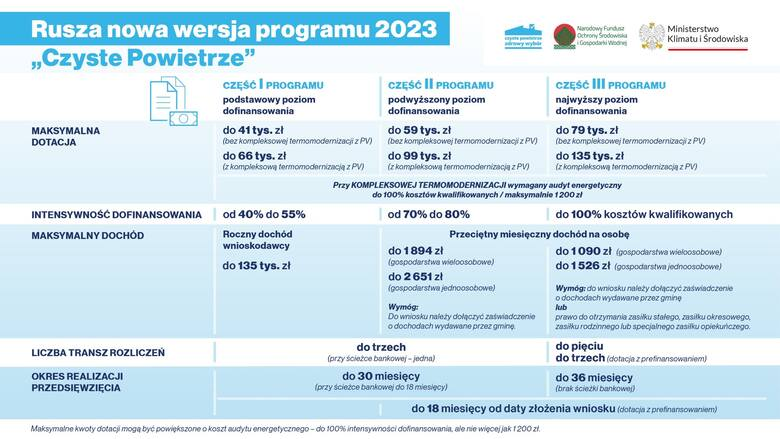 Rusza nowa wersja programu 2023
„Czyste Powietrze”
czyste powietrze
zdrowy wybór
Narodowy Fundusz
Ochrony Środowiska
i Gospodarki Wodnej
Ministerstwo
Klimatu i Środowiska
CZĘŚĆ I PROGRAMU
podstawowy poziom
dofinansowania
CZĘŚĆ II PROGRAMU
podwyższony poziom
dofinansowania
CZĘŚĆ III PROGRAMU
najwyższy poziom
dofinansowania
MAKSYMALNA
DOTACJA
do 41 tys. zł
(bez kompleksowej termomodernizacji z PV)
do 66 tys. zł
(z kompleksową termomodernizacją z PV)
do 59 tys. zł
(bez kompleksowej termomodernizacji z PV)
do 99 tys. zł
(z kompleksową termomodernizacją z PV)
do 79 tys. zł
(bez kompleksowej termomodernizacji z PV)
do 135 tys. zł
(z kompleksową termomodernizacją z PV)
Przy KOMPLEKSOWEJ TERMOMODERNIZACJI wymagany audyt energetyczny
do 100% kosztów kwalifikowanych / maksymalnie 1 200 zł
INTENSYWNOŚĆ DOFINANSOWANIA
od 40% do 55%
od 70% do 80%
do 100% kosztów kwalifikowanych
MAKSYMALNY DOCHÓD
Roczny dochód
wnioskodawcy
do 135 tys. zł
Przeciętny miesięczny dochód na osobę
do 1 894 zł
(gospodarstwa wieloosobowe)
do 2 651 zł
(gospodarstwa jednoosobowe)
Wymóg:
Do wniosku należy dołączyć zaświadczenie
o dochodach wydawane przez gminę.
do 1 090 zł (gospodarstwa wieloosobowe)
do 1 526 zł (gospodarstwa jednoosobowe)
Wymóg: do wniosku należy dołączyć zaświadczenie
o dochodach wydawane przez gminę
lub
prawo do otrzymania zasiłku stałego, zasiłku okresowego,
zasiłku rodzinnego lub specjalnego zasiłku opiekuńczego.
LICZBA TRANSZ ROZLICZEŃ
do trzech
(przy ścieżce bankowej – jedna)
do pięciu
do trzech (dotacja z prefinansowaniem)
OKRES REALIZACJI
PRZEDSIĘWZIĘCIA
do 30 miesięcy
(przy ścieżce bankowej do 18 miesięcy)
do 36 miesięcy
(brak ścieżki bankowej)
do 18 miesięcy od daty złożenia wniosku (dotacja z prefinansowaniem)
Maksymalne kwoty dotacji mogą być powiększone o koszt audytu energetycznego – do 100% intensywności dofinansowania, ale nie więcej jak 1 200 zł.